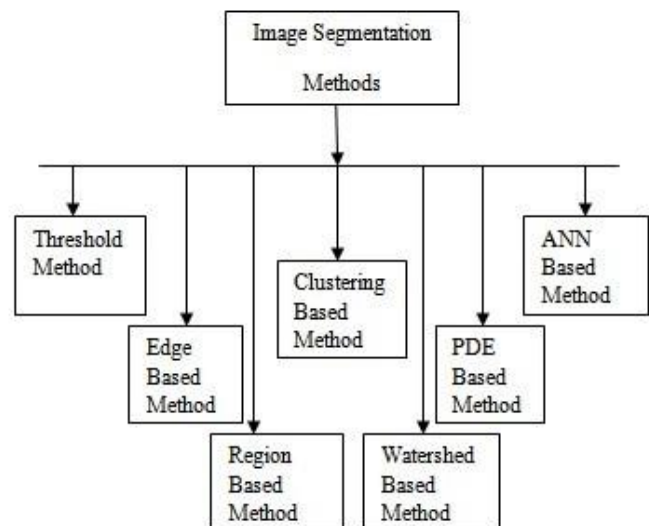 Image Segmentation
Methods
Threshold
Method
Edge
Based
Method
Region
Based
Method
Clustering
Based
Method
Watershed
Based
Method
PDE
Based
Method
ANN
Based
Method